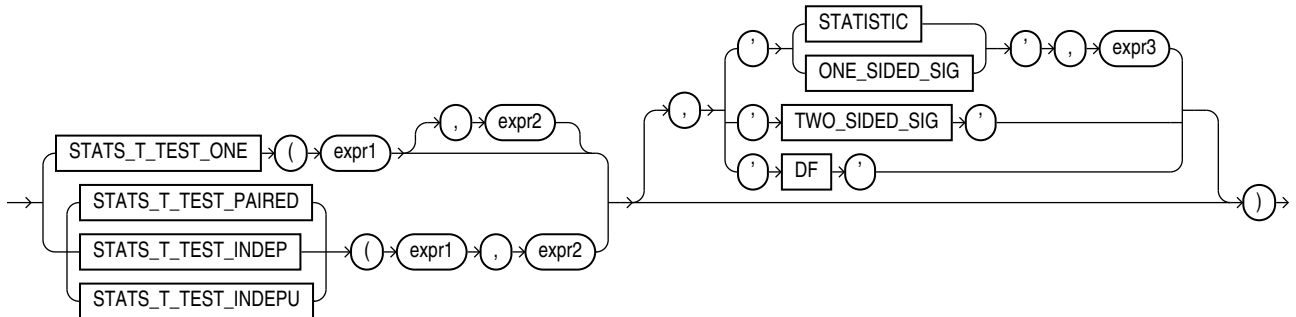 ' STATISTIC ' , expr3
ONE_SIDED_SIG
, expr2 , ' TWO_SIDED_SIG '
STATS_T_TEST_ONE ( expr1 ' DF '
STATS_T_TEST_PAIRED )
STATS_T_TEST_INDEP ( expr1 , expr2
STATS_T_TEST_INDEPU